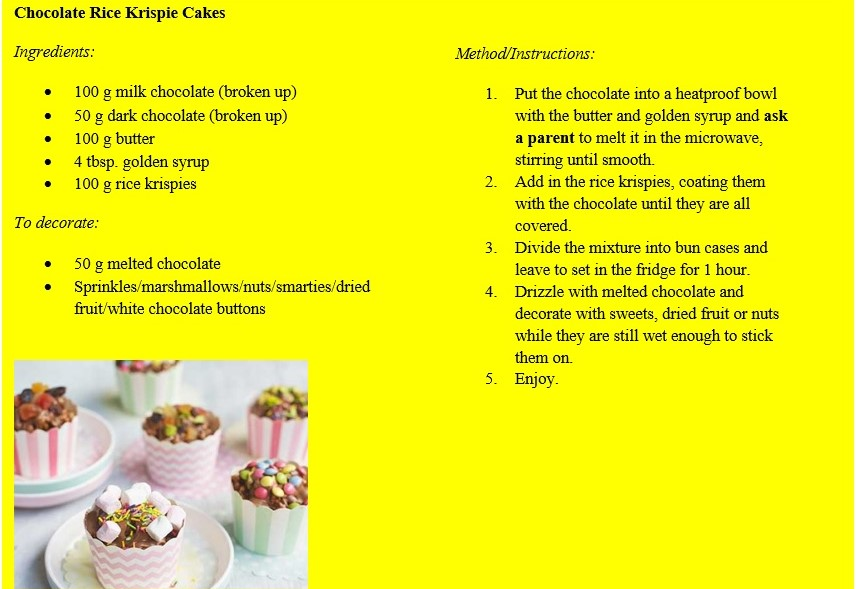 Chocolate Rice Krispie Cakes
Ingredients:
• 100 g milk chocolate (broken up)
• 50 g dark chocolate (broken up)
• 100 g butter
• 4 tbsp. golden syrup
• 100 g rice krispies
To decorate:
• 50 g melted chocolate
• Sprinkles/marshmallows/nuts/smarties/dried
fruit/white chocolate buttons
Method/Instructions:
1. Put the chocolate into a heatproof bowl
with the butter and golden syrup and ask
a parent to melt it in the microwave,
stirring until smooth.
2. Add in the rice krispies, coating them
with the chocolate until they are all
covered.
3. Divide the mixture into bun cases and
leave to set in the fridge for 1 hour.
4. Drizzle with melted chocolate and
decorate with sweets, dried fruit or nuts
while they are still wet enough to stick
them on.
5. Enjoy.